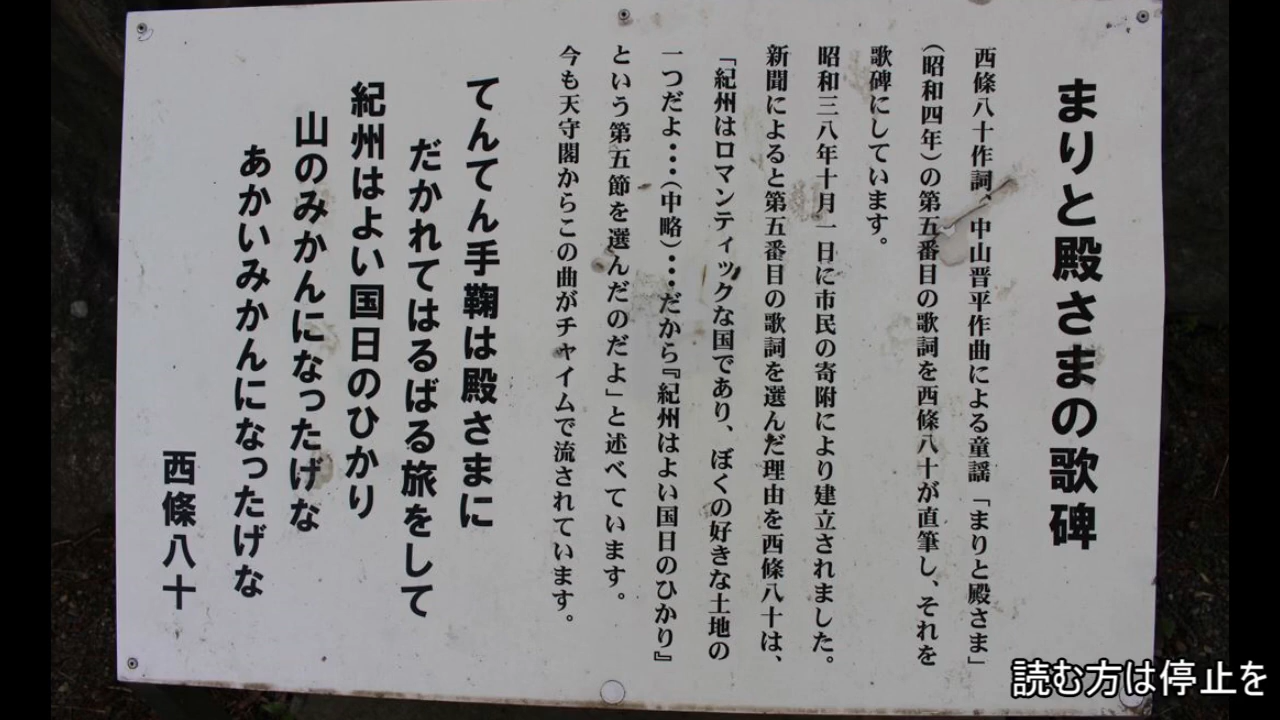 まりと殿さまの歌碑
西條八十作詞、中山晋平作曲による童謡「まりと殿さま」
（昭和四年）の第五番目の歌詞を西條八十が直筆し、それを
歌碑にしています。
昭和三八年十月一日に市民の寄附により建立されました。
新聞によると第五番目の歌詞を選んだ理由を西條八十は、
「紀州はロマンティックな国であり、ぼくの好きな土地の
一つだよ・・・（中略）・・・だから『紀州はよい国日のひかり』
という第五節を選んだのだよ」と述べています。
今も天守閣からこの曲がチャイムで流されています。
てんてん手鞠は殿さまに
だかれてはるばる旅をして
紀州はよい国日のひかり
山のみかんになったげな
あかいみかんになったげな
西條八十
読む方は停止を